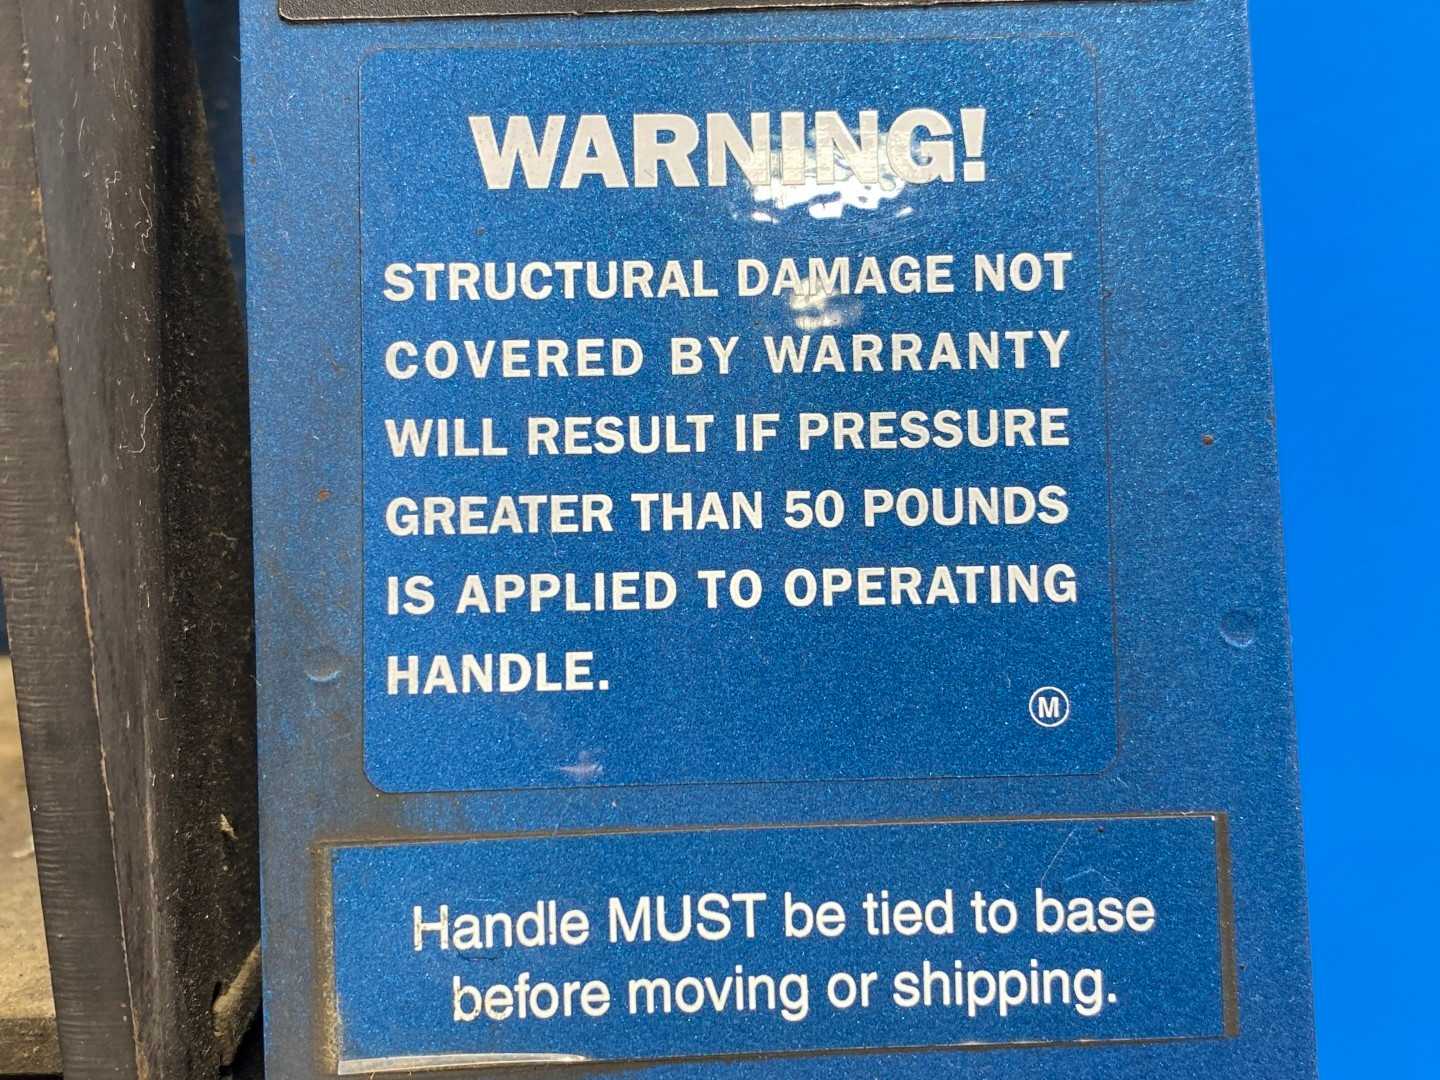 WARNING!
STRUCTURAL DAMAGE NOT
COVERED BY WARRANTY
WILL RESULT IF PRESSURE
GREATER THAN 50 POUNDS
IS APPLIED TO OPERATING
HANDLE.
M
Handle MUST be tied to base
before moving or shipping.